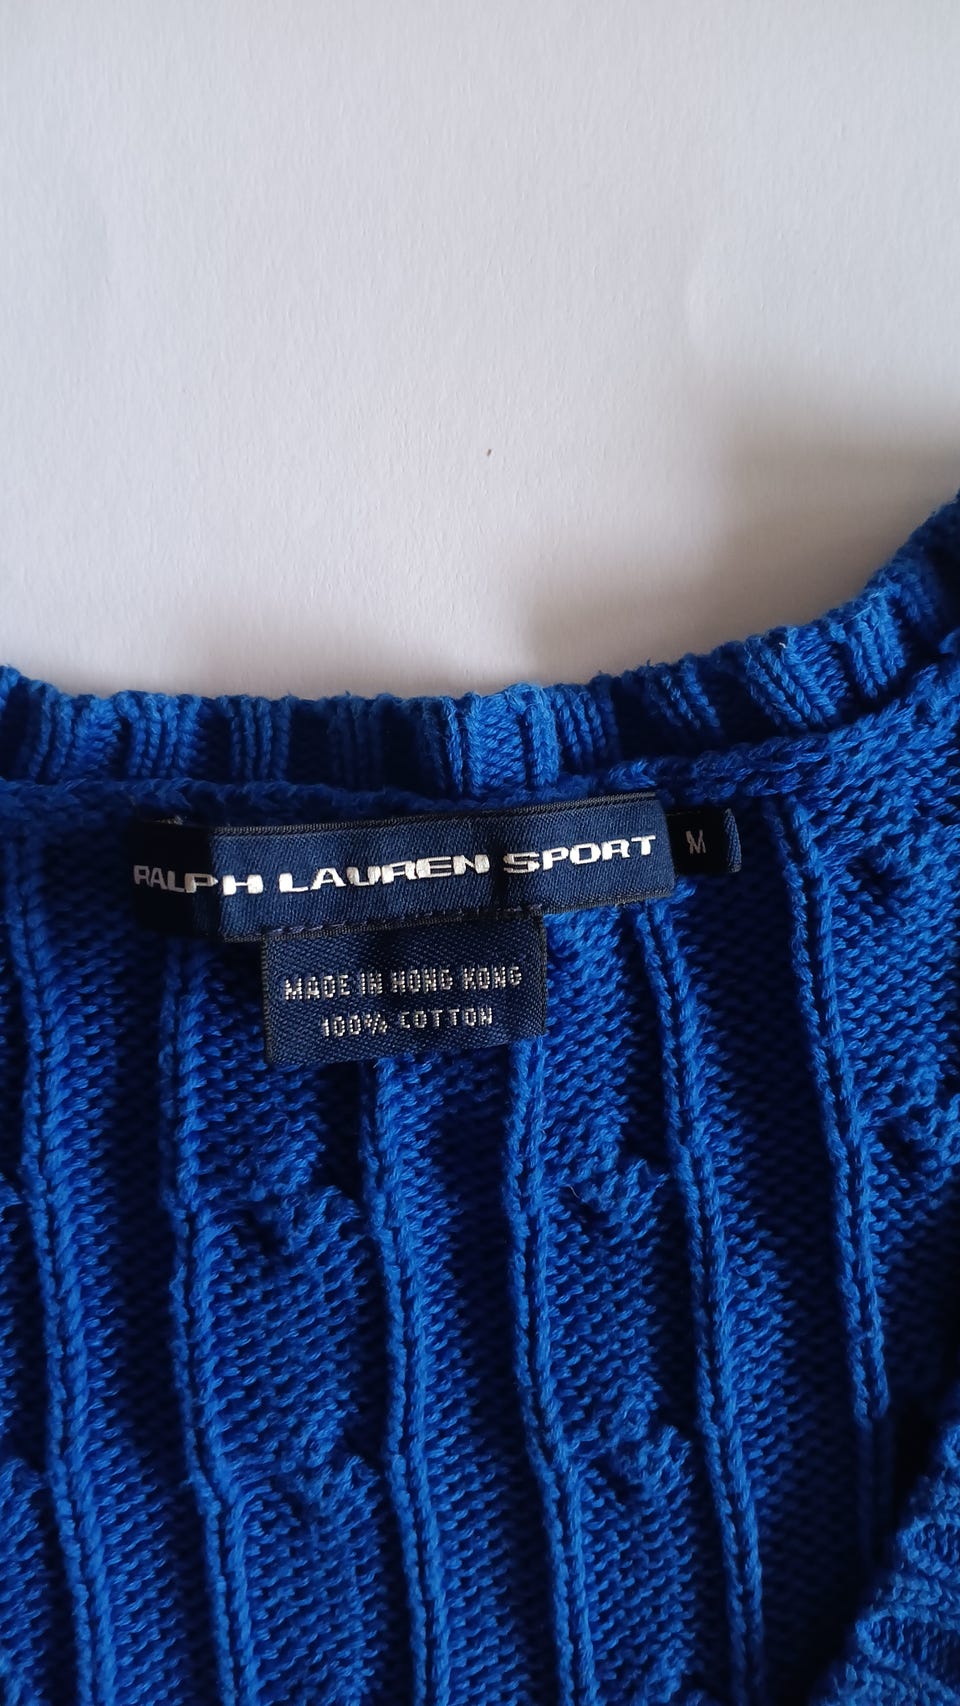 RALPH LAUREN SPORT
M
MADE IN HONG KONG
100% COTTON